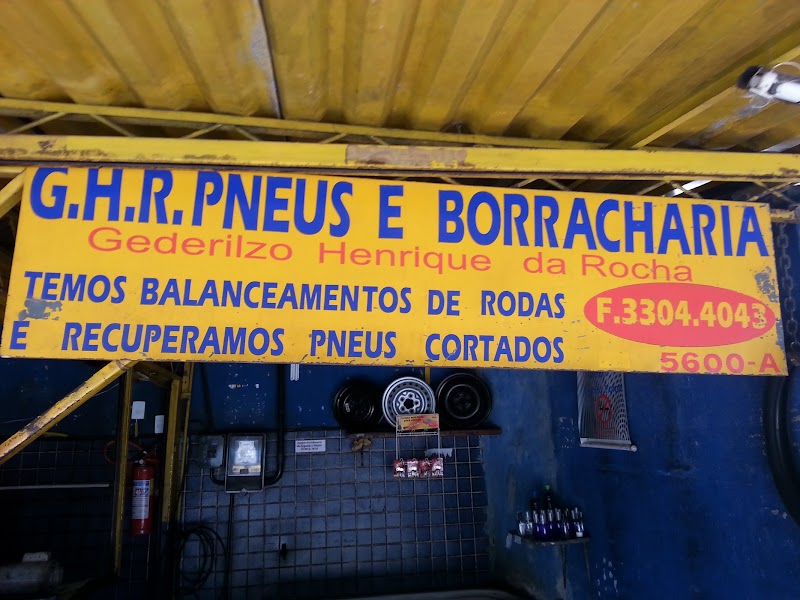 G.H.R. PNEUS E BORRACHARIA
Gederilzo Henrique da Rocha
TEMOS BALANCEAMENTOS DE RODAS
E RECUPERAMOS PNEUS CORTADOS
F.3304.4043
5600-A